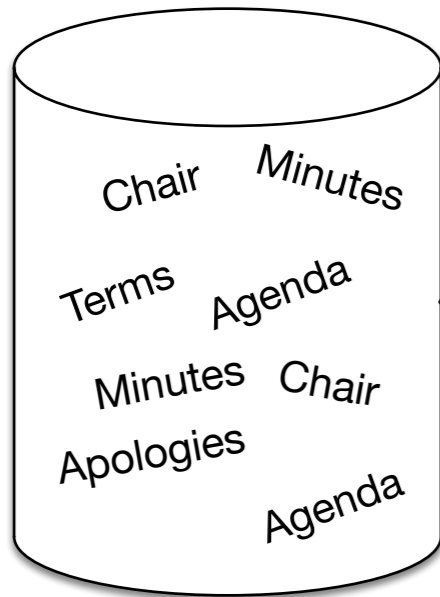 Chair
Minutes
Terms
Agenda
Minutes
Chair
Apologies
Agenda